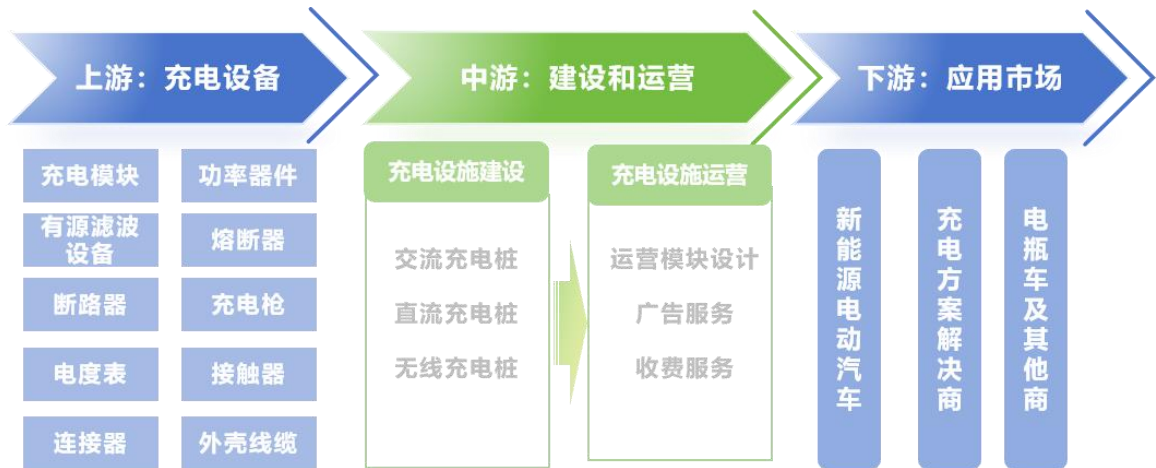 上游：充电设备
中游：建设和运营
下游：应用市场
充电模块
功率器件
有源滤波
设备
熔断器
断路器
充电枪
电度表
接触器
连接器
外壳线缆
充电设施建设
交流充电桩
直流充电桩
无线充电桩
充电设施运营
运营模块设计
广告服务
收费服务
新能源电动汽车
充电方案解决商
电瓶车及其他商